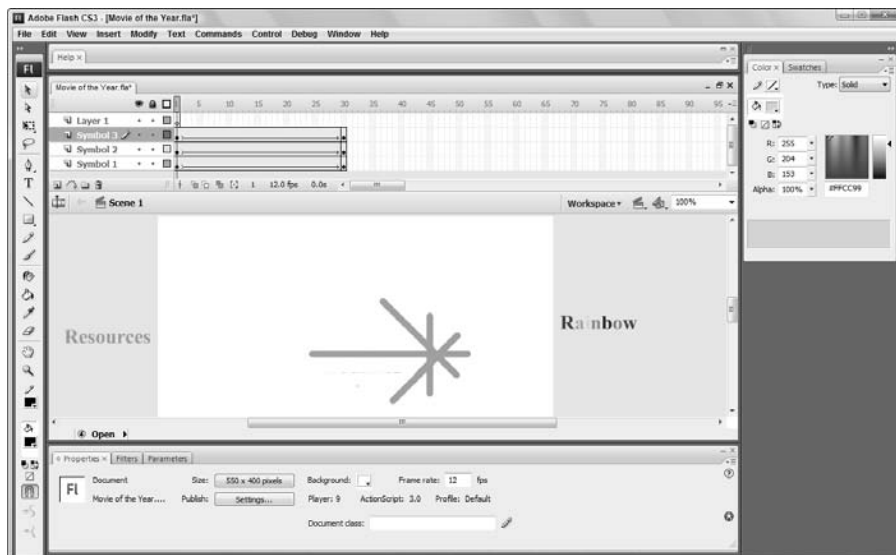 Adobe Flash CS3 - [Movie of the Year.fla*]
File Edit View Insert Modify Text Commands Control Debug Window Help
Help ×
Movie of the Year.fla*
5 10 15 20 25 30 35 40 45 50 55 60 65 70 75 80 85 90 95
Layer 1
Symbol 3
Symbol 2
Symbol 1
1 12.0 fps 0.0s
Scene 1
Workspace
100%
Resources
Rainbow
Open
Properties × Filters Parameters
Fl
Document
Movie of the Year....
Size: 550 x 400 pixels
Publish: Settings...
Background:
Frame rate: 12 fps
Player: 9 ActionScript: 3.0 Profile: Default
Document class:
Fl
T
Color × Swatches
Type: Solid
R: 255
G: 204
B: 153
Alpha: 100%
#FFCC99